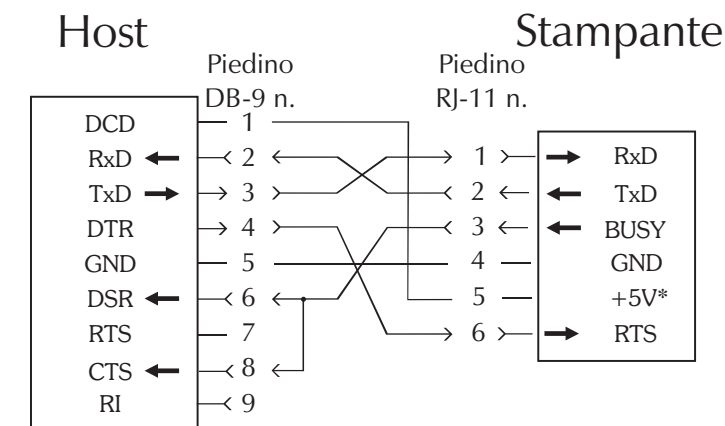 Host
Stampante
Piedino
DB-9 n.
Piedino
RJ-11 n.
DCD 1
RxD 2 1 RxD
TxD 3 2 TxD
DTR 4 3 BUSY
GND 5 4 GND
DSR 6 5 +5V*
RTS 7 6 RTS
CTS 8
RI 9